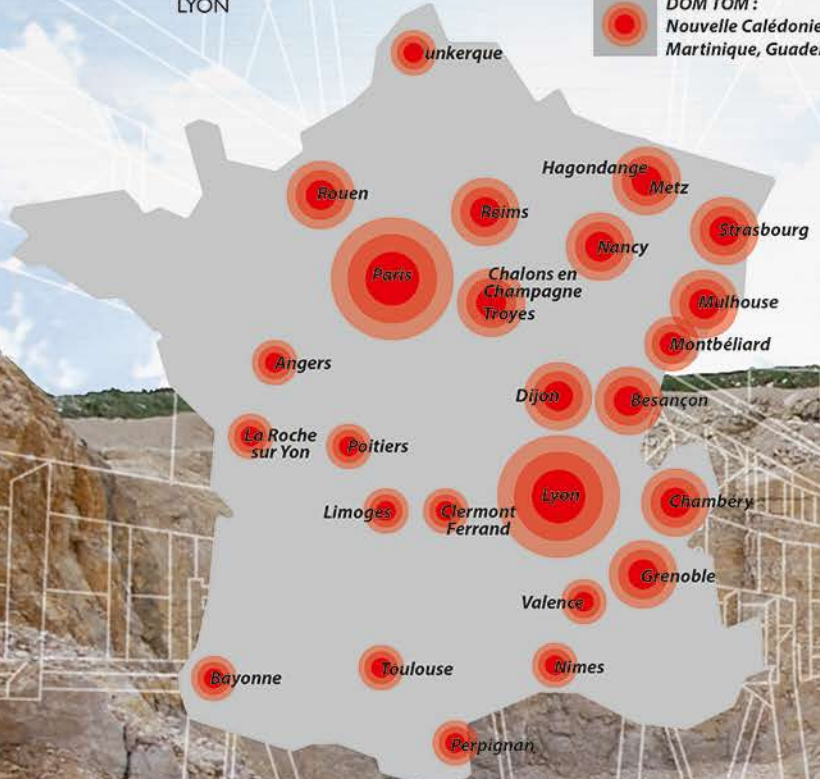 LYON
DOM TOM :
Nouvelle Calédonie
Martinique,
unkerque
Hagondange
Metz
Rouen
Reims
Strasbourg
Nancy
Paris
Chalons en
Champagne
Troyes
Mulhouse
Montbéliard
Angers
Dijon
Besançon
La Roche
sur Yon
Poitiers
Lyon
Chambéry
Limoges
Clermont
Ferrand
Grenoble
Valence
Bayonne
Toulouse
Nimes
Perpignan